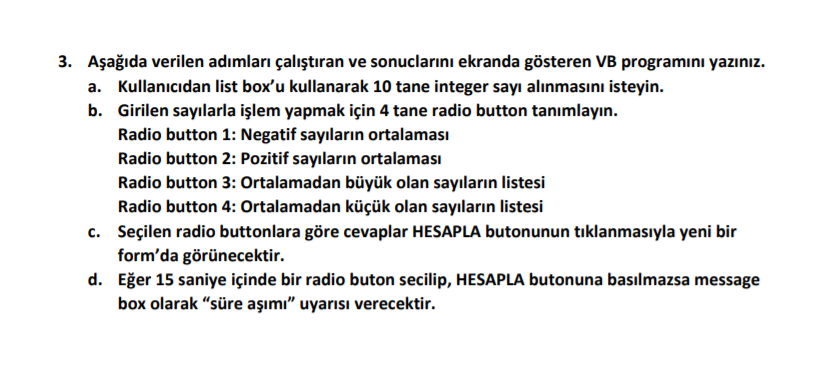 3. Aşağıda verilen adımları çalıştıran ve sonuclarını ekranda gösteren VB programını yazınız.
a. Kullanıcıdan list box’u kullanarak 10 tane integer sayı alınmasını isteyin.
b. Girilen sayılarla işlem yapmak için 4 tane radio button tanımlayın.
Radio button 1: Negatif sayıların ortalaması
Radio button 2: Pozitif sayıların ortalaması
Radio button 3: Ortalamadan büyük olan sayıların listesi
Radio button 4: Ortalamadan küçük olan sayıların listesi
c. Seçilen radio buttonlara göre cevaplar HESAPLA butonunun tıklanmasıyla yeni bir
form’da görünecektir.
d. Eğer 15 saniye içinde bir radio buton secilip, HESAPLA butonuna basılmazsa message
box olarak “süre aşımı” uyarısı verecektir.